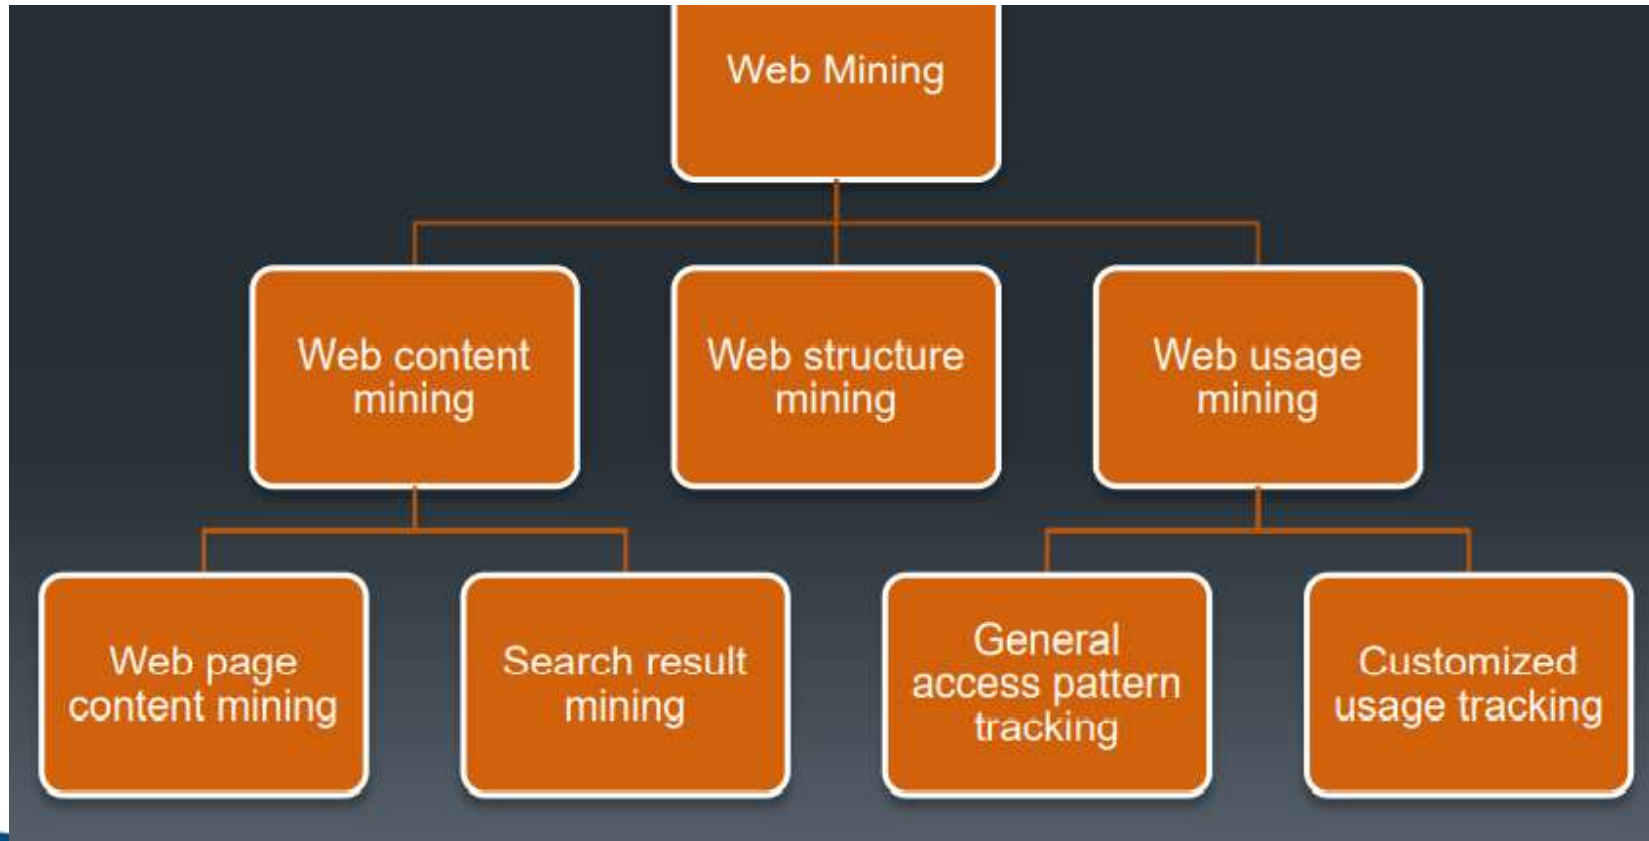 Web Mining
Web content
mining
Web structure
mining
Web usage
mining
Web page
content mining
Search result
mining
General
access pattern
tracking
Customized
usage tracking